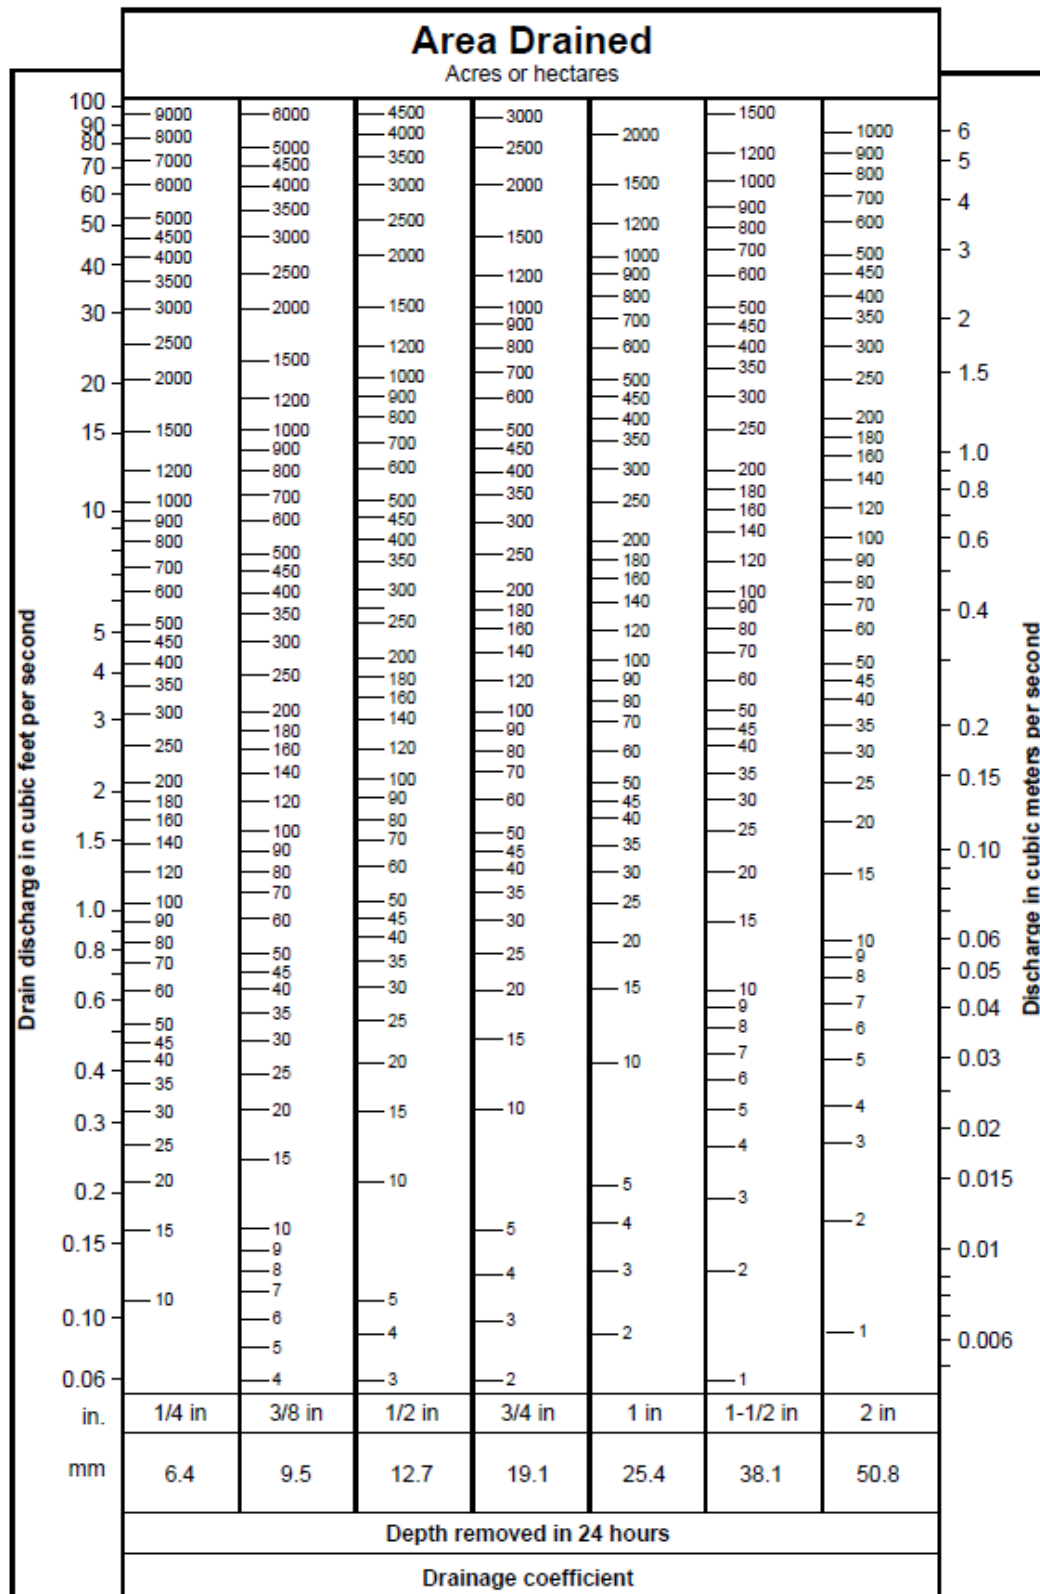 Area Drained
Acres or hectares
Drain discharge in cubic feet per second
100 90 80 70 60 50 40 30 20 15 10 5 4 3 2 1.5 1.0 0.8 0.6 0.4 0.3 0.2 0.15 0.10 0.06
9000 8000 7000 6000 5000 4500 4000 3500 3000 2500 2000 1500 1200 1000 900 800 700 600 500 450 400 350 300 250 200 180 160 140 120 100 90 80 70 60 50 45 40 35 30 25 20 15 10
6000 5000 4500 4000 3500 3000 2500 2000 1500 1200 1000 900 800 700 600 500 450 400 350 300 250 200 180 160 140 120 100 90 80 70 60 50 45 40 35 30 25 20 15 10 9 8 7 6 5 4
4500 4000 3500 3000 2500 2000 1500 1200 1000 900 800 700 600 500 450 400 350 300 250 200 180 160 140 120 100 90 80 70 60 50 45 40 35 30 25 20 15 10 5 4 3
3000 2500 2000 1500 1200 1000 900 800 700 600 500 450 400 350 300 250 200 180 160 140 120 100 90 80 70 60 50 45 40 35 30 25 20 15 10 5 4 3 2
2000 1500 1200 1000 900 800 700 600 500 450 400 350 300 250 200 180 160 140 120 100 90 80 70 60 50 45 40 35 30 25 20 15 10 5 4 3 2
1500 1200 1000 900 800 700 600 500 450 400 350 300 250 200 180 160 140 120 100 90 80 70 60 50 45 40 35 30 25 20 15 10 9 8 7 6 5 4 3 2 1
1000 900 800 700 600 500 450 400 350 300 250 200 180 160 140 120 100 90 80 70 60 50 45 40 35 30 25 20 15 10 9 8 7 6 5 4 3 2 1
6 5 4 3 2 1.5 1.0 0.8 0.6 0.4 0.2 0.15 0.10 0.06 0.05 0.04 0.03 0.02 0.015 0.01 0.006
Discharge in cubic meters per second
in. 1/4 in 3/8 in 1/2 in 3/4 in 1 in 1-1/2 in 2 in
mm 6.4 9.5 12.7 19.1 25.4 38.1 50.8
Depth removed in 24 hours
Drainage coefficient